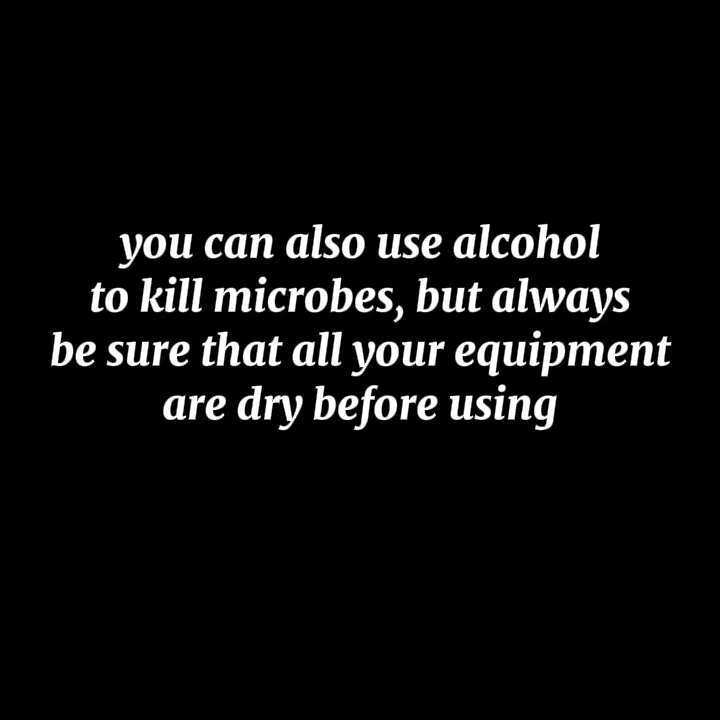 you can also use alcohol
to kill microbes, but always
be sure that all your equipment
are dry before using